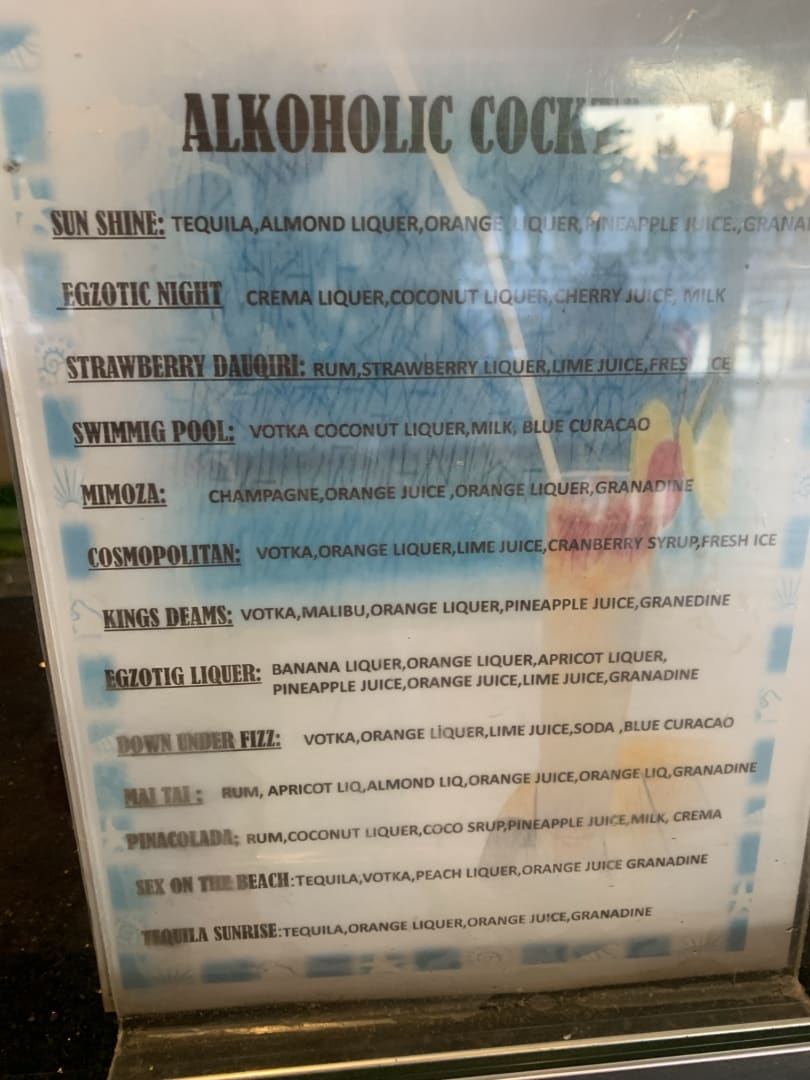 ALKOHOLIC
SUN SHINE: TEQUILA,ALMOND LIQUER,ORANGE LIQUER,PINEAPPLE JUICE.,
EGZOTIC NIGHT CREMA LIQUER,COCONUT LIQUER,CHERRY JUICE, MILK
STRAWBERRY DAUQIRI: RUM,STRAWBERRY LIQUER,LIME JUICE,
SWIMMIG POOL: VOTKA COCONUT LIQUER,MILK, BLUE CURACAO
MIMOZA: CHAMPAGNE,ORANGE JUICE ,ORANGE LIQUER,GRANADINE
COSMOPOLITAN: VOTKA,ORANGE LIQUER,LIME JUICE,CRANBERRY SYRUP,FRESH ICE
KINGS DEAMS: VOTKA,MALIBU,ORANGE LIQUER,PINEAPPLE JUICE,GRANEDINE
EGZOTIG LIQUER: BANANA LIQUER,ORANGE LIQUER,APRICOT LIQUER,
PINEAPPLE JUICE,ORANGE JUICE,LIME JUICE,GRANADINE
DOWN UNDER FIZZ: VOTKA,ORANGE LİQUER,LIME JUICE,SODA ,BLUE CURACAO
MAI TAI : RUM, APRICOT LIQ,ALMOND LIQ,ORANGE JUICE,ORANGE LIQ,GRANADINE
PINACOLADA; RUM,COCONUT LIQUER,COCO SRUP,PINEAPPLE JUICE,MILK, CREMA
SEX ON THE BEACH:TEQUILA,VOTKA,PEACH LIQUER,ORANGE JUICE GRANADINE
TEQUILA SUNRISE:TEQUILA,ORANGE LIQUER,ORANGE JUICE,GRANADINE